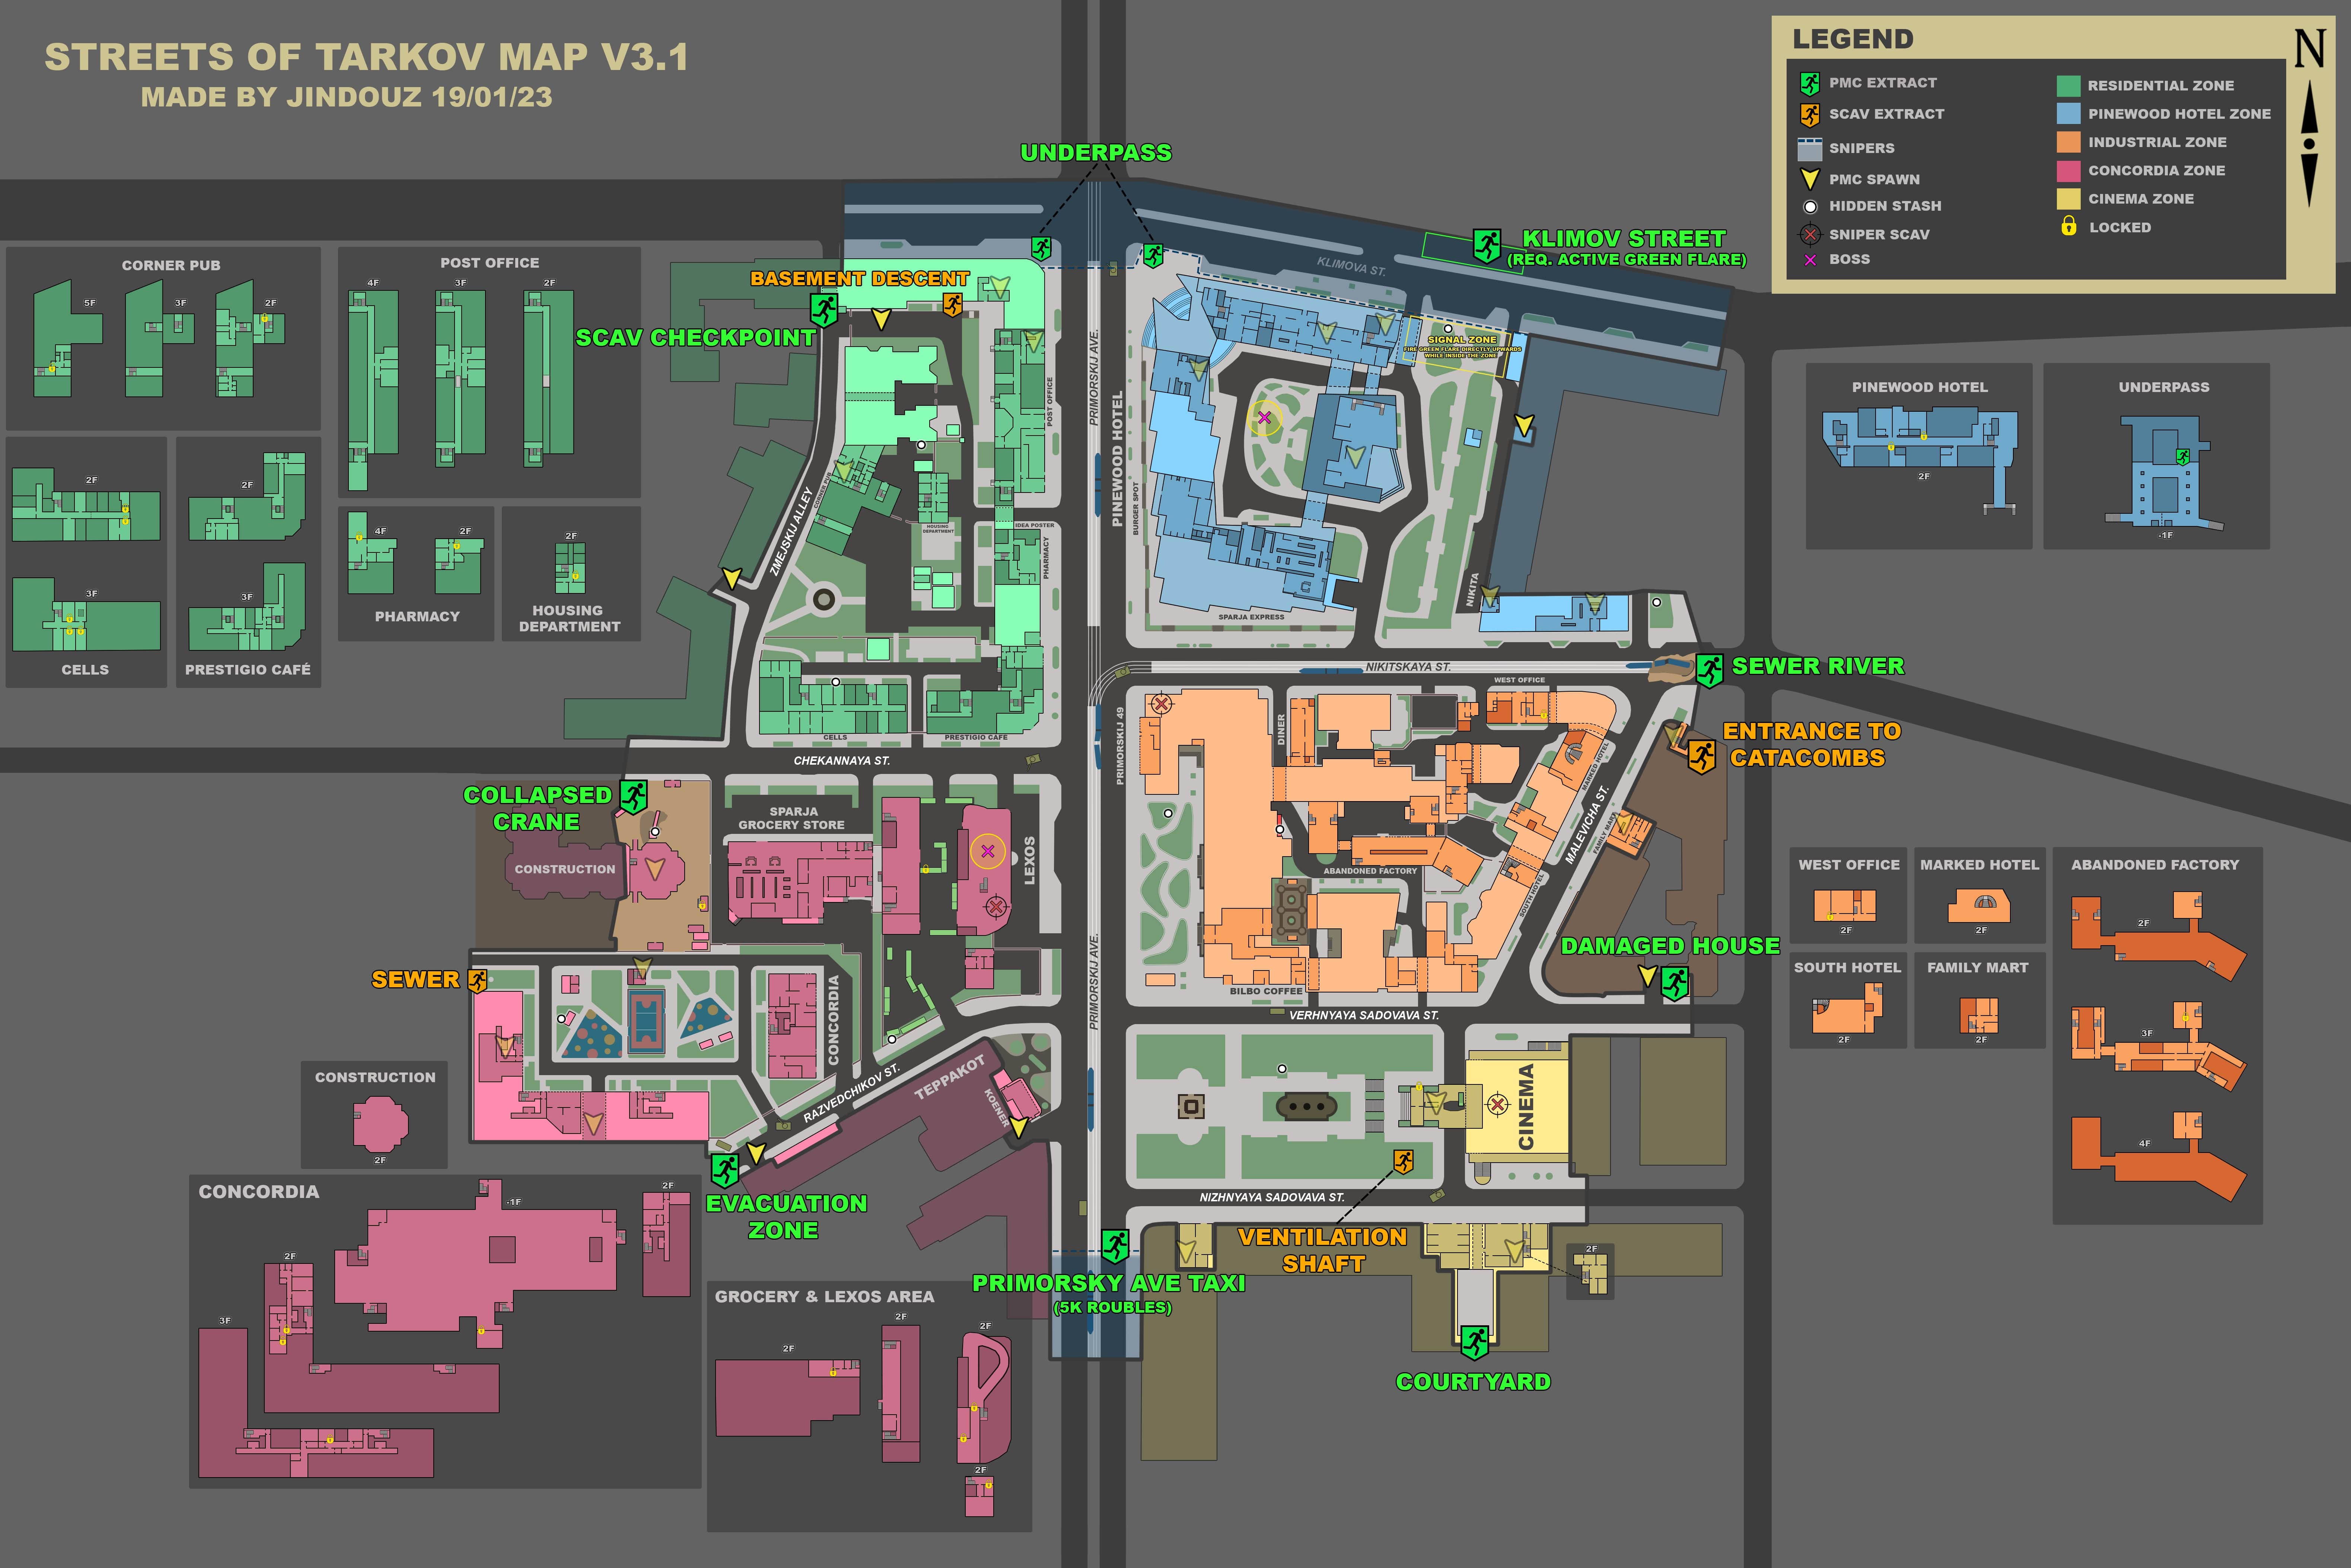 STREETS OF TARKOV MAP V3.1
MADE BY JINDOUZ 19/01/23
LEGEND
N
PMC EXTRACT
SCAV EXTRACT
SNIPERS
PMC SPAWN
HIDDEN STASH
SNIPER SCAV
BOSS
RESIDENTIAL ZONE
PINEWOOD HOTEL ZONE
INDUSTRIAL ZONE
CONCORDIA ZONE
CINEMA ZONE
LOCKED
UNDERPASS
KLIMOV STREET
(REQ. ACTIVE GREEN FLARE)
KLIMOVA ST.
BASEMENT DESCENT
SCAV CHECKPOINT
SIGNAL ZONE
FIRE GREEN FLARE DIRECTLY UPWARDS
WHILE INSIDE THE ZONE
CORNER PUB
5F
3F
2F
POST OFFICE
4F
3F
2F
2F
3F
CELLS
2F
3F
PRESTIGIO CAFÉ
4F
2F
PHARMACY
2F
HOUSING
DEPARTMENT
PRIMORSKIJ AVE.
POST OFFICE
PINEWOOD HOTEL
BURGER SPOT
CORNER PUB
ZMEJSKIJ ALLEY
HOUSING
DEPARTMENT
IDEA POSTER
PHARMACY
NIKITA
SPARJA EXPRESS
PINEWOOD HOTEL
2F
UNDERPASS
-1F
NIKITSKAYA ST.
SEWER RIVER
WEST OFFICE
CELLS
PRESTIGIO CAFE
CHEKANNAYA ST.
PRIMORSKIJ 49
DINER
ENTRANCE TO
CATACOMBS
MARKED HOTEL
MALEVICHA ST.
FAMILY MART
COLLAPSED
CRANE
CONSTRUCTION
SPARJA
GROCERY STORE
LEXOS
ABANDONED FACTORY
SOUTH HOTEL
WEST OFFICE
2F
MARKED HOTEL
2F
ABANDONED FACTORY
2F
3F
4F
SOUTH HOTEL
2F
FAMILY MART
2F
DAMAGED HOUSE
SEWER
CONCORDIA
PRIMORSKIJ AVE.
BILBO COFFEE
VERHNYAYA SADOVAVA ST.
RAZVEDCHIKOV ST.
TEPPAKOT
KOENER
CINEMA
CONSTRUCTION
2F
EVACUATION
ZONE
NIZHNYAYA SADOVAVA ST.
VENTILATION
SHAFT
2F
PRIMORSKY AVE TAXI
(5K ROUBLES)
COURTYARD
CONCORDIA
-1F
2F
2F
3F
GROCERY & LEXOS AREA
2F
2F
2F
2F